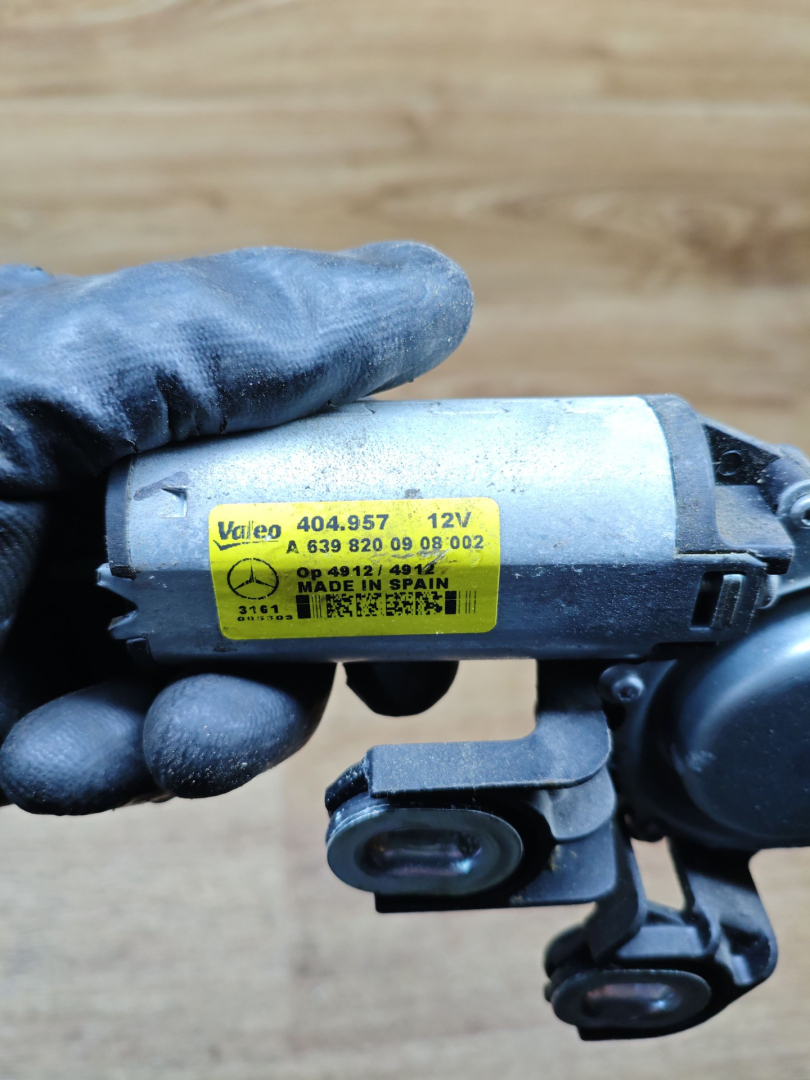 Valeo 404.957 12V
A 639 820 09 08 002
Op 4912 / 4912
MADE IN SPAIN
3161